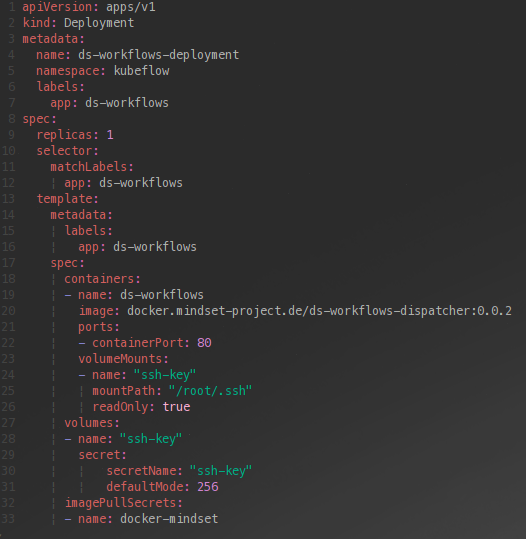 1 apiVersion: apps/v1
2 kind: Deployment
3 metadata:
4   name: ds-workflows-deployment
5   namespace: kubeflow
6   labels:
7     app: ds-workflows
8 spec:
9   replicas: 1
10   selector:
11     matchLabels:
12       app: ds-workflows
13   template:
14     metadata:
15       labels:
16         app: ds-workflows
17     spec:
18       containers:
19       - name: ds-workflows
20         image: docker.mindset-project.de/ds-workflows-dispatcher:0.0.2
21         ports:
22         - containerPort: 80
23         volumeMounts:
24         - name: "ssh-key"
25           mountPath: "/root/.ssh"
26           readOnly: true
27       volumes:
28       - name: "ssh-key"
29         secret:
30             secretName: "ssh-key"
31             defaultMode: 256
32       imagePullSecrets:
33       - name: docker-mindset